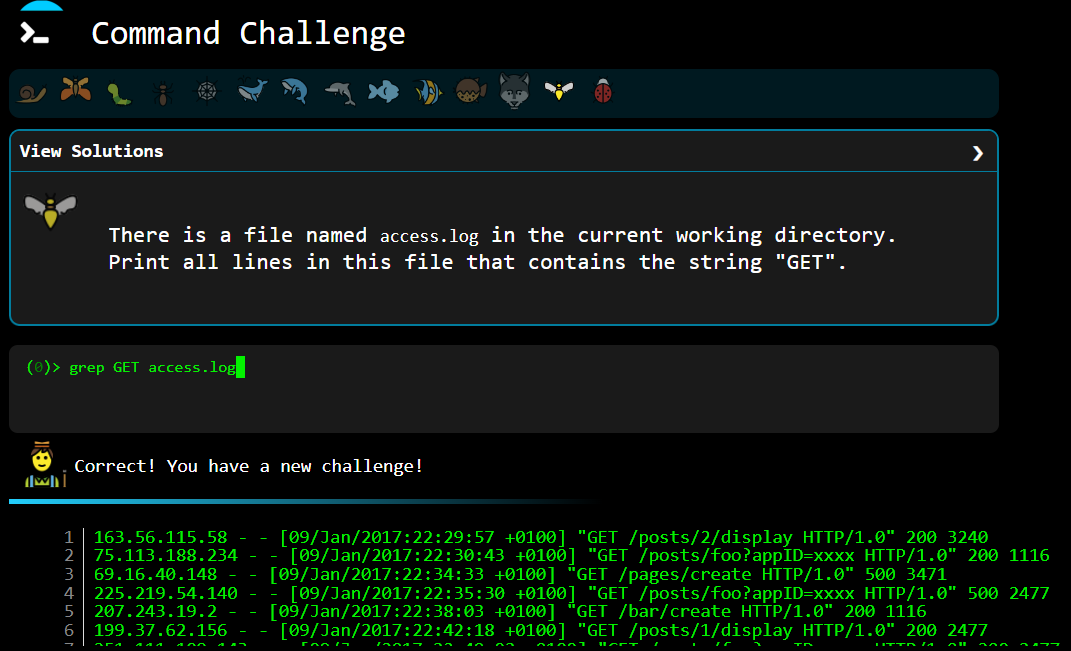 Command Challenge
View Solutions
There is a file named access.log in the current working directory.
Print all lines in this file that contains the string "GET".
(0)> grep GET access.log
Correct! You have a new challenge!
1 163.56.115.58 - - [09/Jan/2017:22:29:57 +0100] "GET /posts/2/display HTTP/1.0" 200 3240
2 75.113.188.234 - - [09/Jan/2017:22:30:43 +0100] "GET /posts/foo?appID=xxxx HTTP/1.0" 200 1116
3 69.16.40.148 - - [09/Jan/2017:22:34:33 +0100] "GET /pages/create HTTP/1.0" 500 3471
4 225.219.54.140 - - [09/Jan/2017:22:35:30 +0100] "GET /posts/foo?appID=xxxx HTTP/1.0" 500 2477
5 207.243.19.2 - - [09/Jan/2017:22:38:03 +0100] "GET /bar/create HTTP/1.0" 200 1116
6 199.37.62.156 - - [09/Jan/2017:22:42:18 +0100] "GET /posts/1/display HTTP/1.0" 200 2477